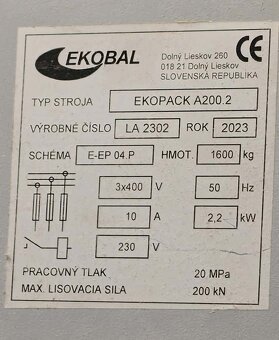 EKOBAL
Dolný Lieskov 260
018 21 Dolný Lieskov
SLOVENSKÁ REPUBLIKA
CE
TYP STROJA EKOPACK A200.2
VÝROBNÉ ČÍSLO LA 2302 ROK 2023
SCHÉMA E-EP 04.P HMOT. 1600 kg
3x400 V 50 Hz
10 A 2,2 kW
230 V
PRACOVNÝ TLAK 20 MPa
MAX. LISOVACIA SILA 200 kN